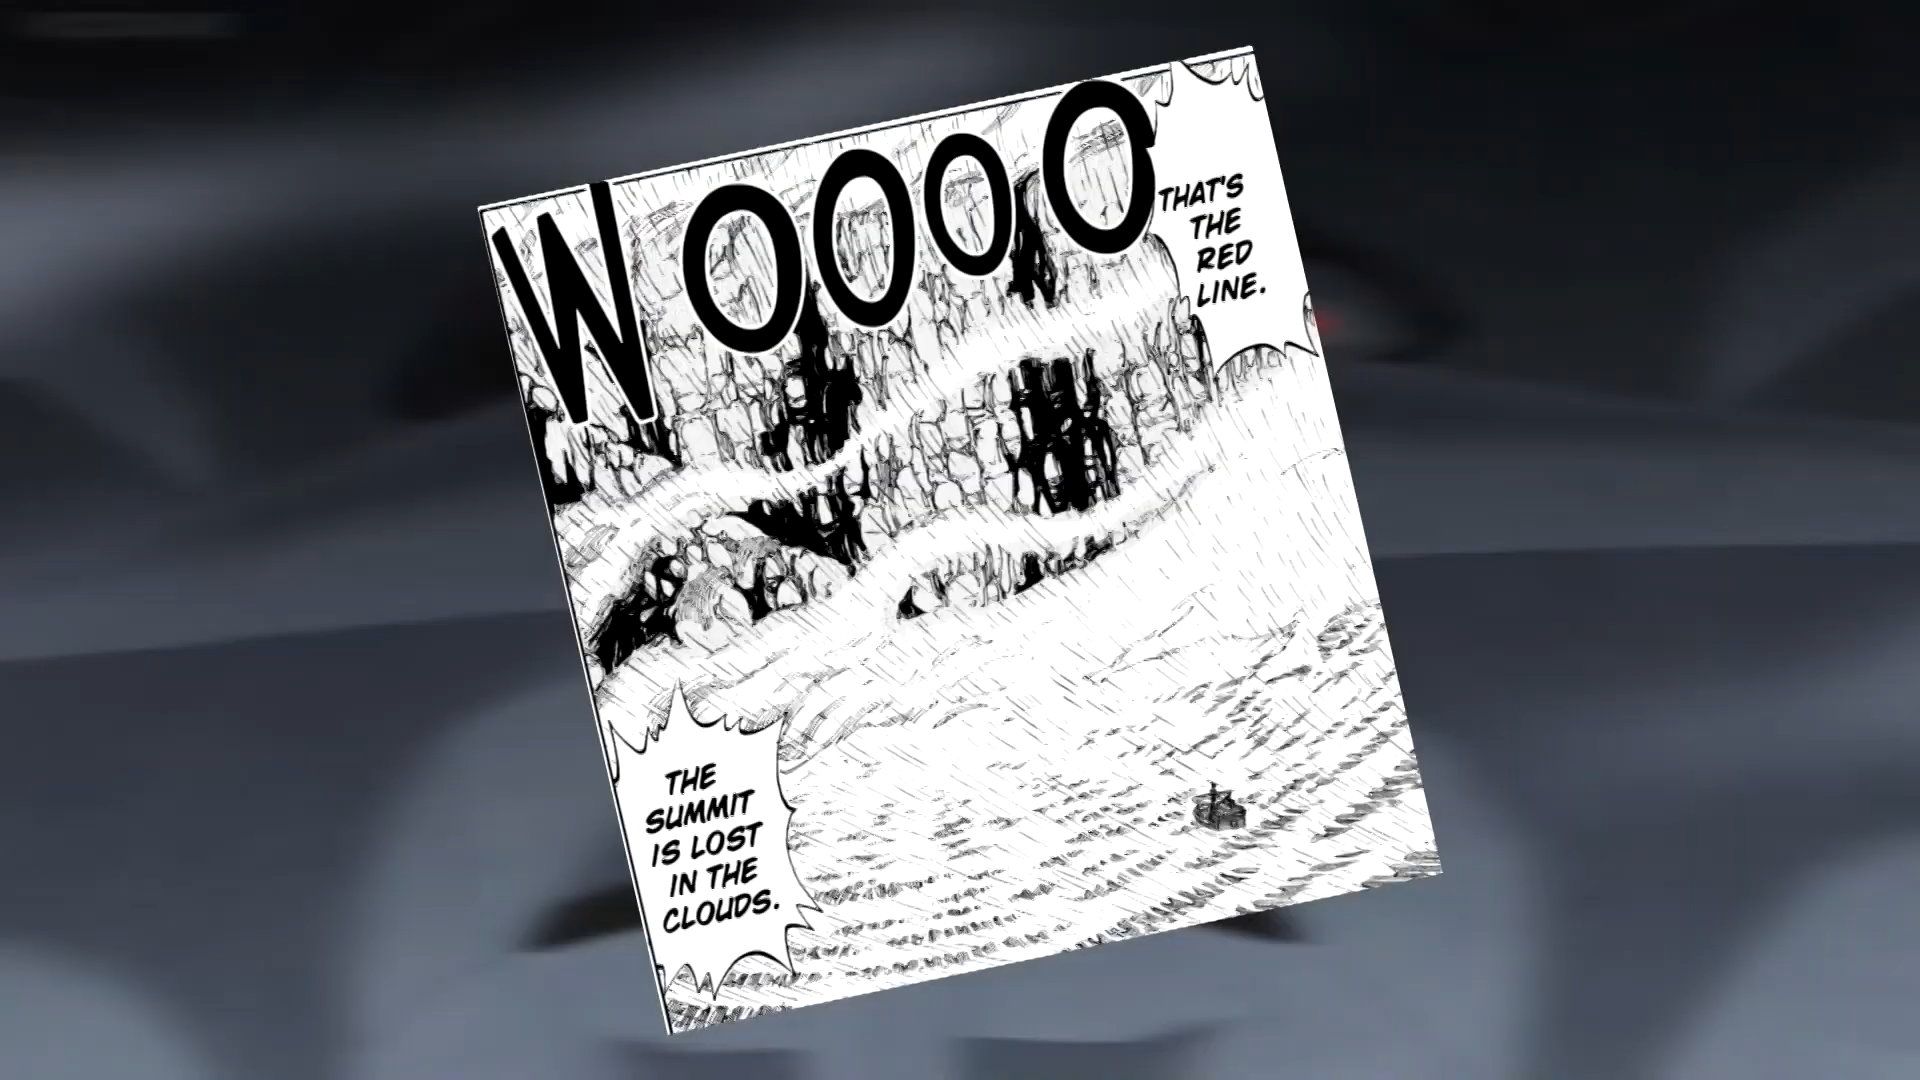 WOOOO
THAT'S
THE
RED
LINE.
THE
SUMMIT
IS LOST
IN THE
CLOUDS.